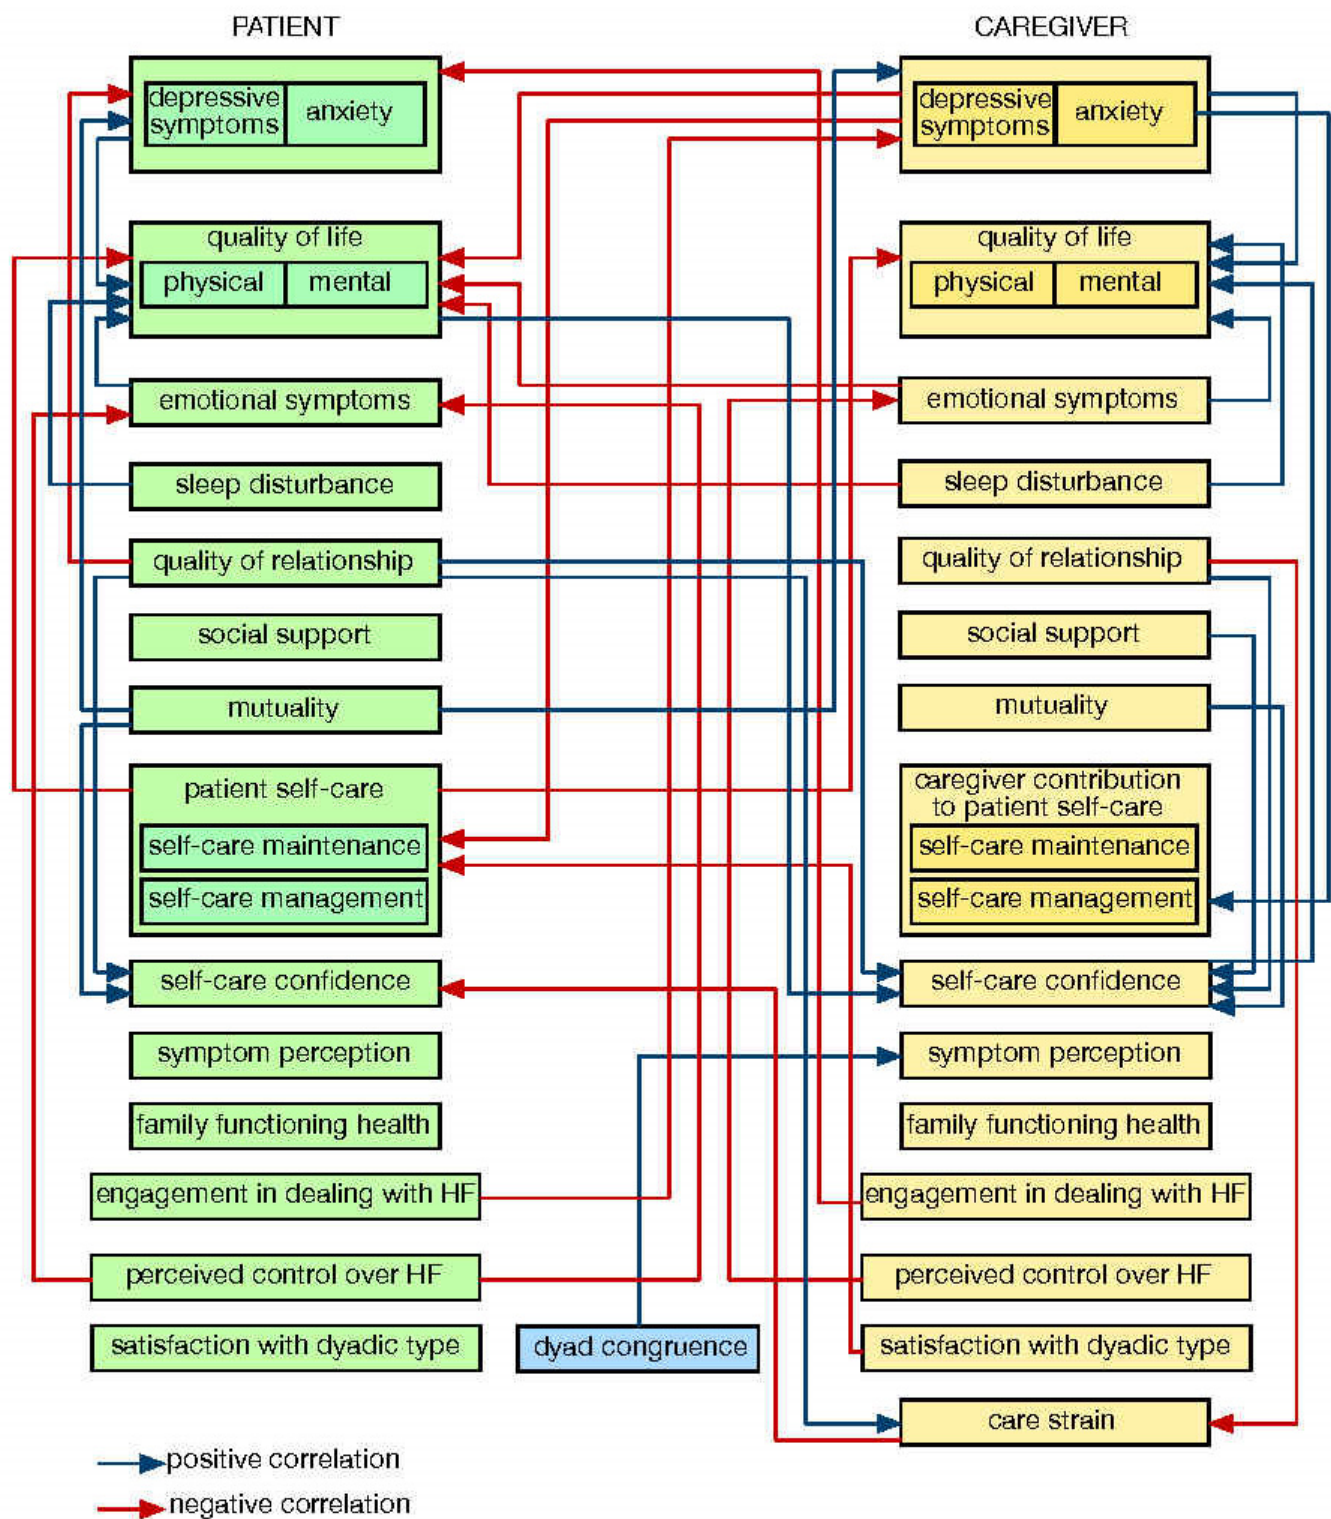 PATIENT
depressive
symptoms
anxiety
quality of life
physical
mental
emotional symptoms
sleep disturbance
quality of relationship
social support
mutuality
patient self-care
self-care maintenance
self-care management
self-care confidence
symptom perception
family functioning health
engagement in dealing with HF
perceived control over HF
satisfaction with dyadic type
dyad congruence
CAREGIVER
depressive
symptoms
anxiety
quality of life
physical
mental
emotional symptoms
sleep disturbance
quality of relationship
social support
mutuality
caregiver contribution
to patient self-care
self-care maintenance
self-care management
self-care confidence
symptom perception
family functioning health
engagement in dealing with HF
perceived control over HF
satisfaction with dyadic type
care strain
positive correlation
negative correlation